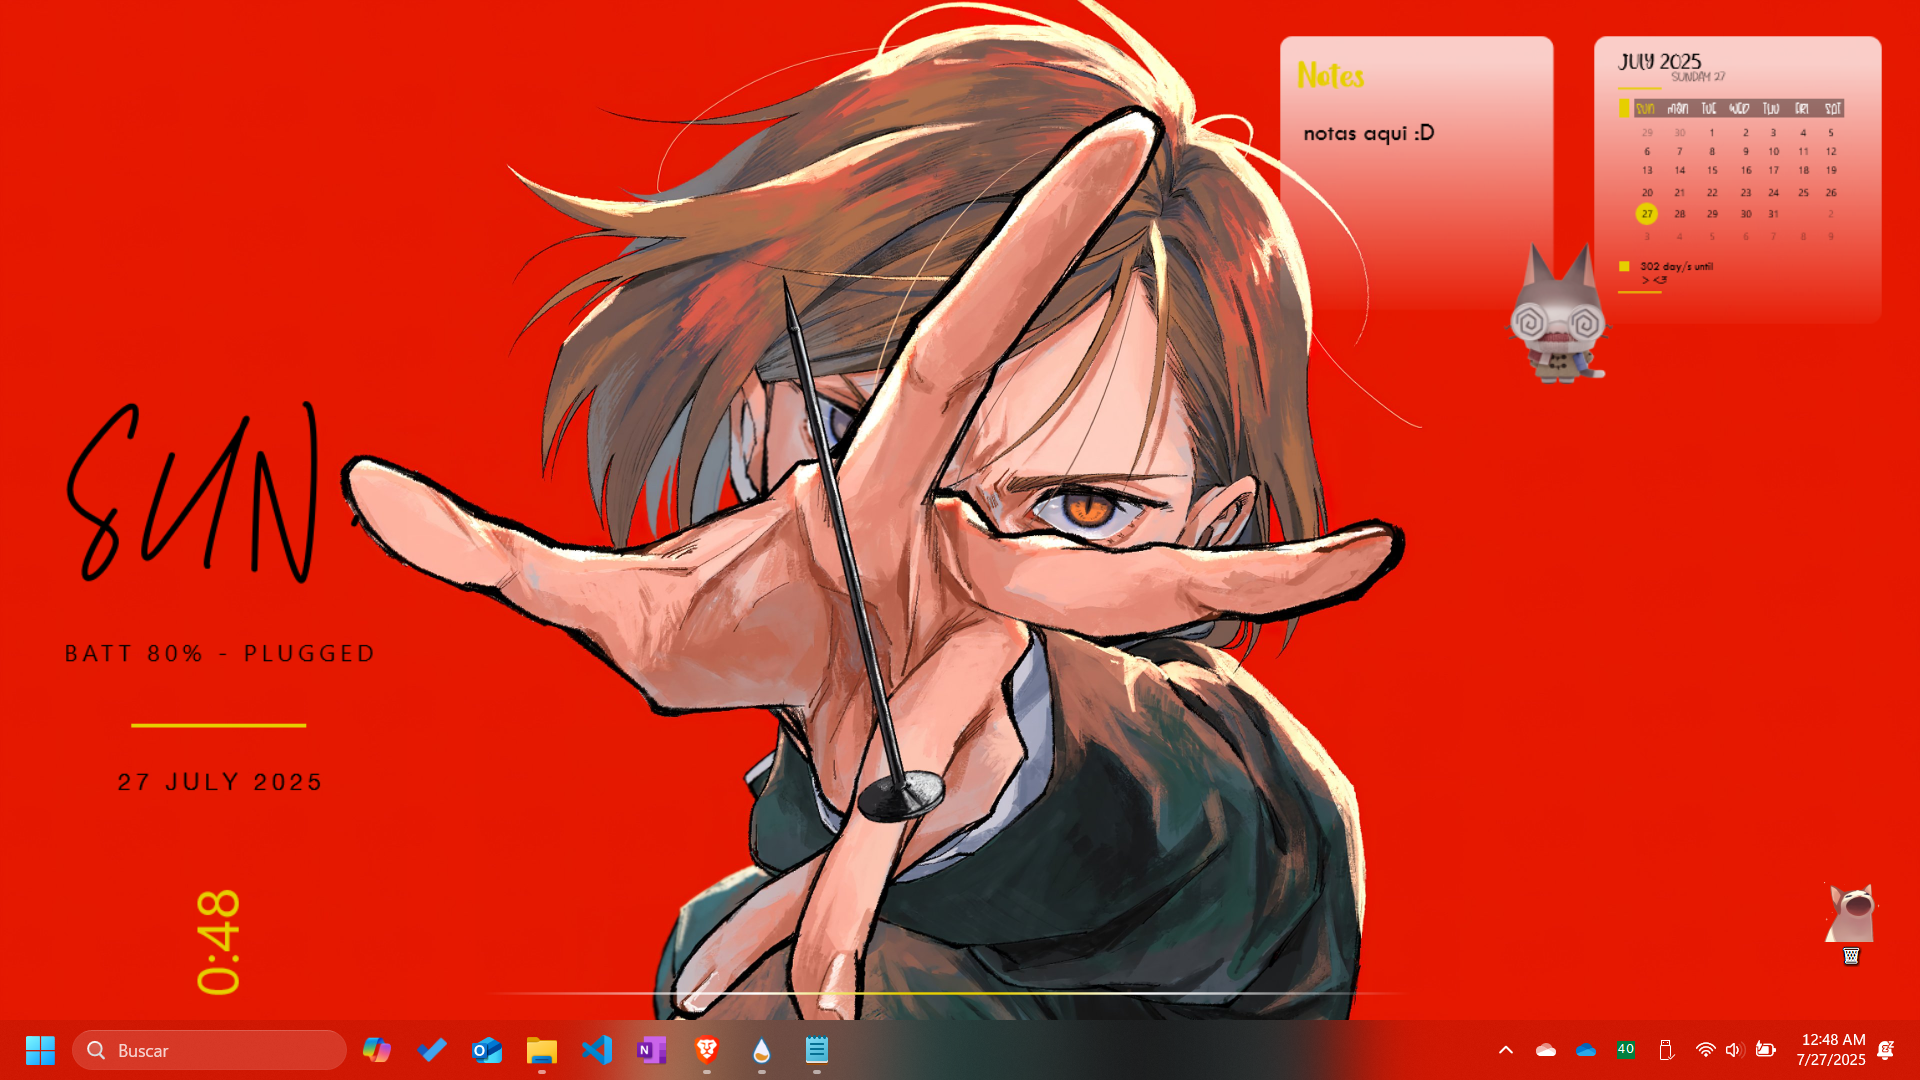 Notes
notas aqui :D
JULY 2025
SUNDAY 27
SUN MON TUE WED THU FRI SAT
29 30 1 2 3 4 5
6 7 8 9 10 11 12
13 14 15 16 17 18 19
20 21 22 23 24 25 26
27 28 29 30 31 2
3 4 5 6 7 8 9
302 day/s until
> <3
SUN.
BATT 80% - PLUGGED
27 JULY 2025
0:48
Buscar
N
40
12:48 AM
7/27/2025